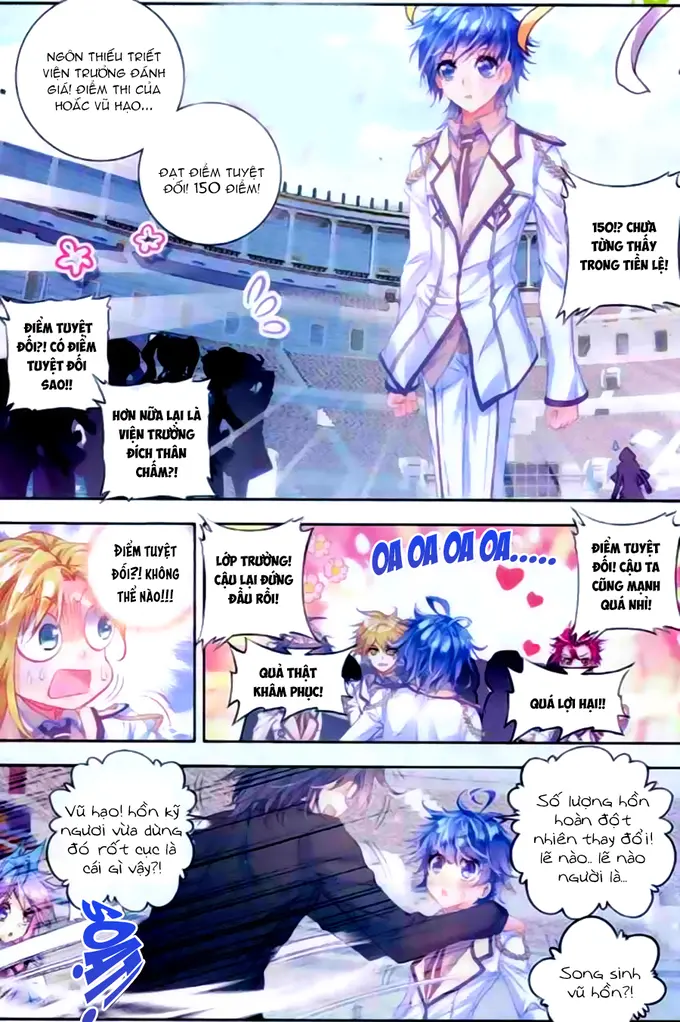 NGÔN THIẾU TRIẾT
VIỆN TRƯỞNG ĐÁNH
GIÁ! ĐIỂM THI CỦA
HOẮC VŨ HẠO...
ĐẠT ĐIỂM TUYỆT
ĐỐI! 150 ĐIỂM!
150!? CHƯA
TỪNG THẤY
TRONG TIỀN LỆ!
ĐIỂM TUYỆT
ĐỐI?! CÓ ĐIỂM
TUYỆT ĐỐI
SAO!!
HƠN NỮA LẠI LÀ
VIỆN TRƯỞNG
ĐÍCH THÂN
CHẤM?!
ĐIỂM TUYỆT
ĐỐI?! KHÔNG
THỂ NÀO!!!
LỚP TRƯỞNG!
CẬU LẠI ĐỨNG
ĐẦU RỒI!
OA OA OA OA.....
ĐIỂM TUYỆT
ĐỐI! CẬU TA
CŨNG MẠNH
QUÁ NHỈ!
QUẢ THẬT
KHÂM PHỤC!
QUÁ LỢI HẠI!!
Vũ hạo! hồn kỹ
ngươi vừa dùng
đó rốt cục là
cái gì vậy?!
Số lượng hồn
hoàn đột
nhiên thay đổi!
lẽ nào.. lẽ nào
người là..
SOẠT!
Song sinh
vũ hồn?!